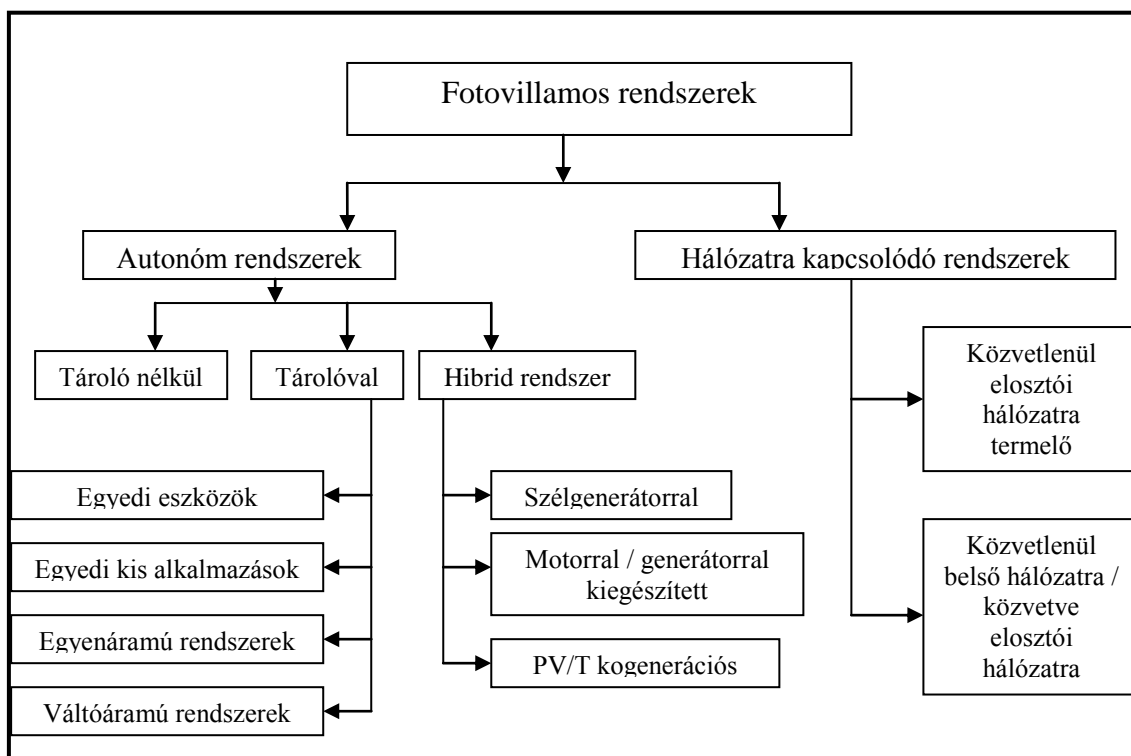 Fotovillamos rendszerek
Autonóm rendszerek
Hálózatra kapcsolódó rendszerek
Tároló nélkül
Tárolóval
Hibrid rendszer
Egyedi eszközök
Egyedi kis alkalmazások
Egyenáramú rendszerek
Váltóáramú rendszerek
Szélgenerátorral
Motorral / generátorral
kiegészített
PV/T kogenerációs
Közvetlenül
elosztói
hálózatra
termelő
Közvetlenül
belső hálózatra /
közvetve
elosztói
hálózatra